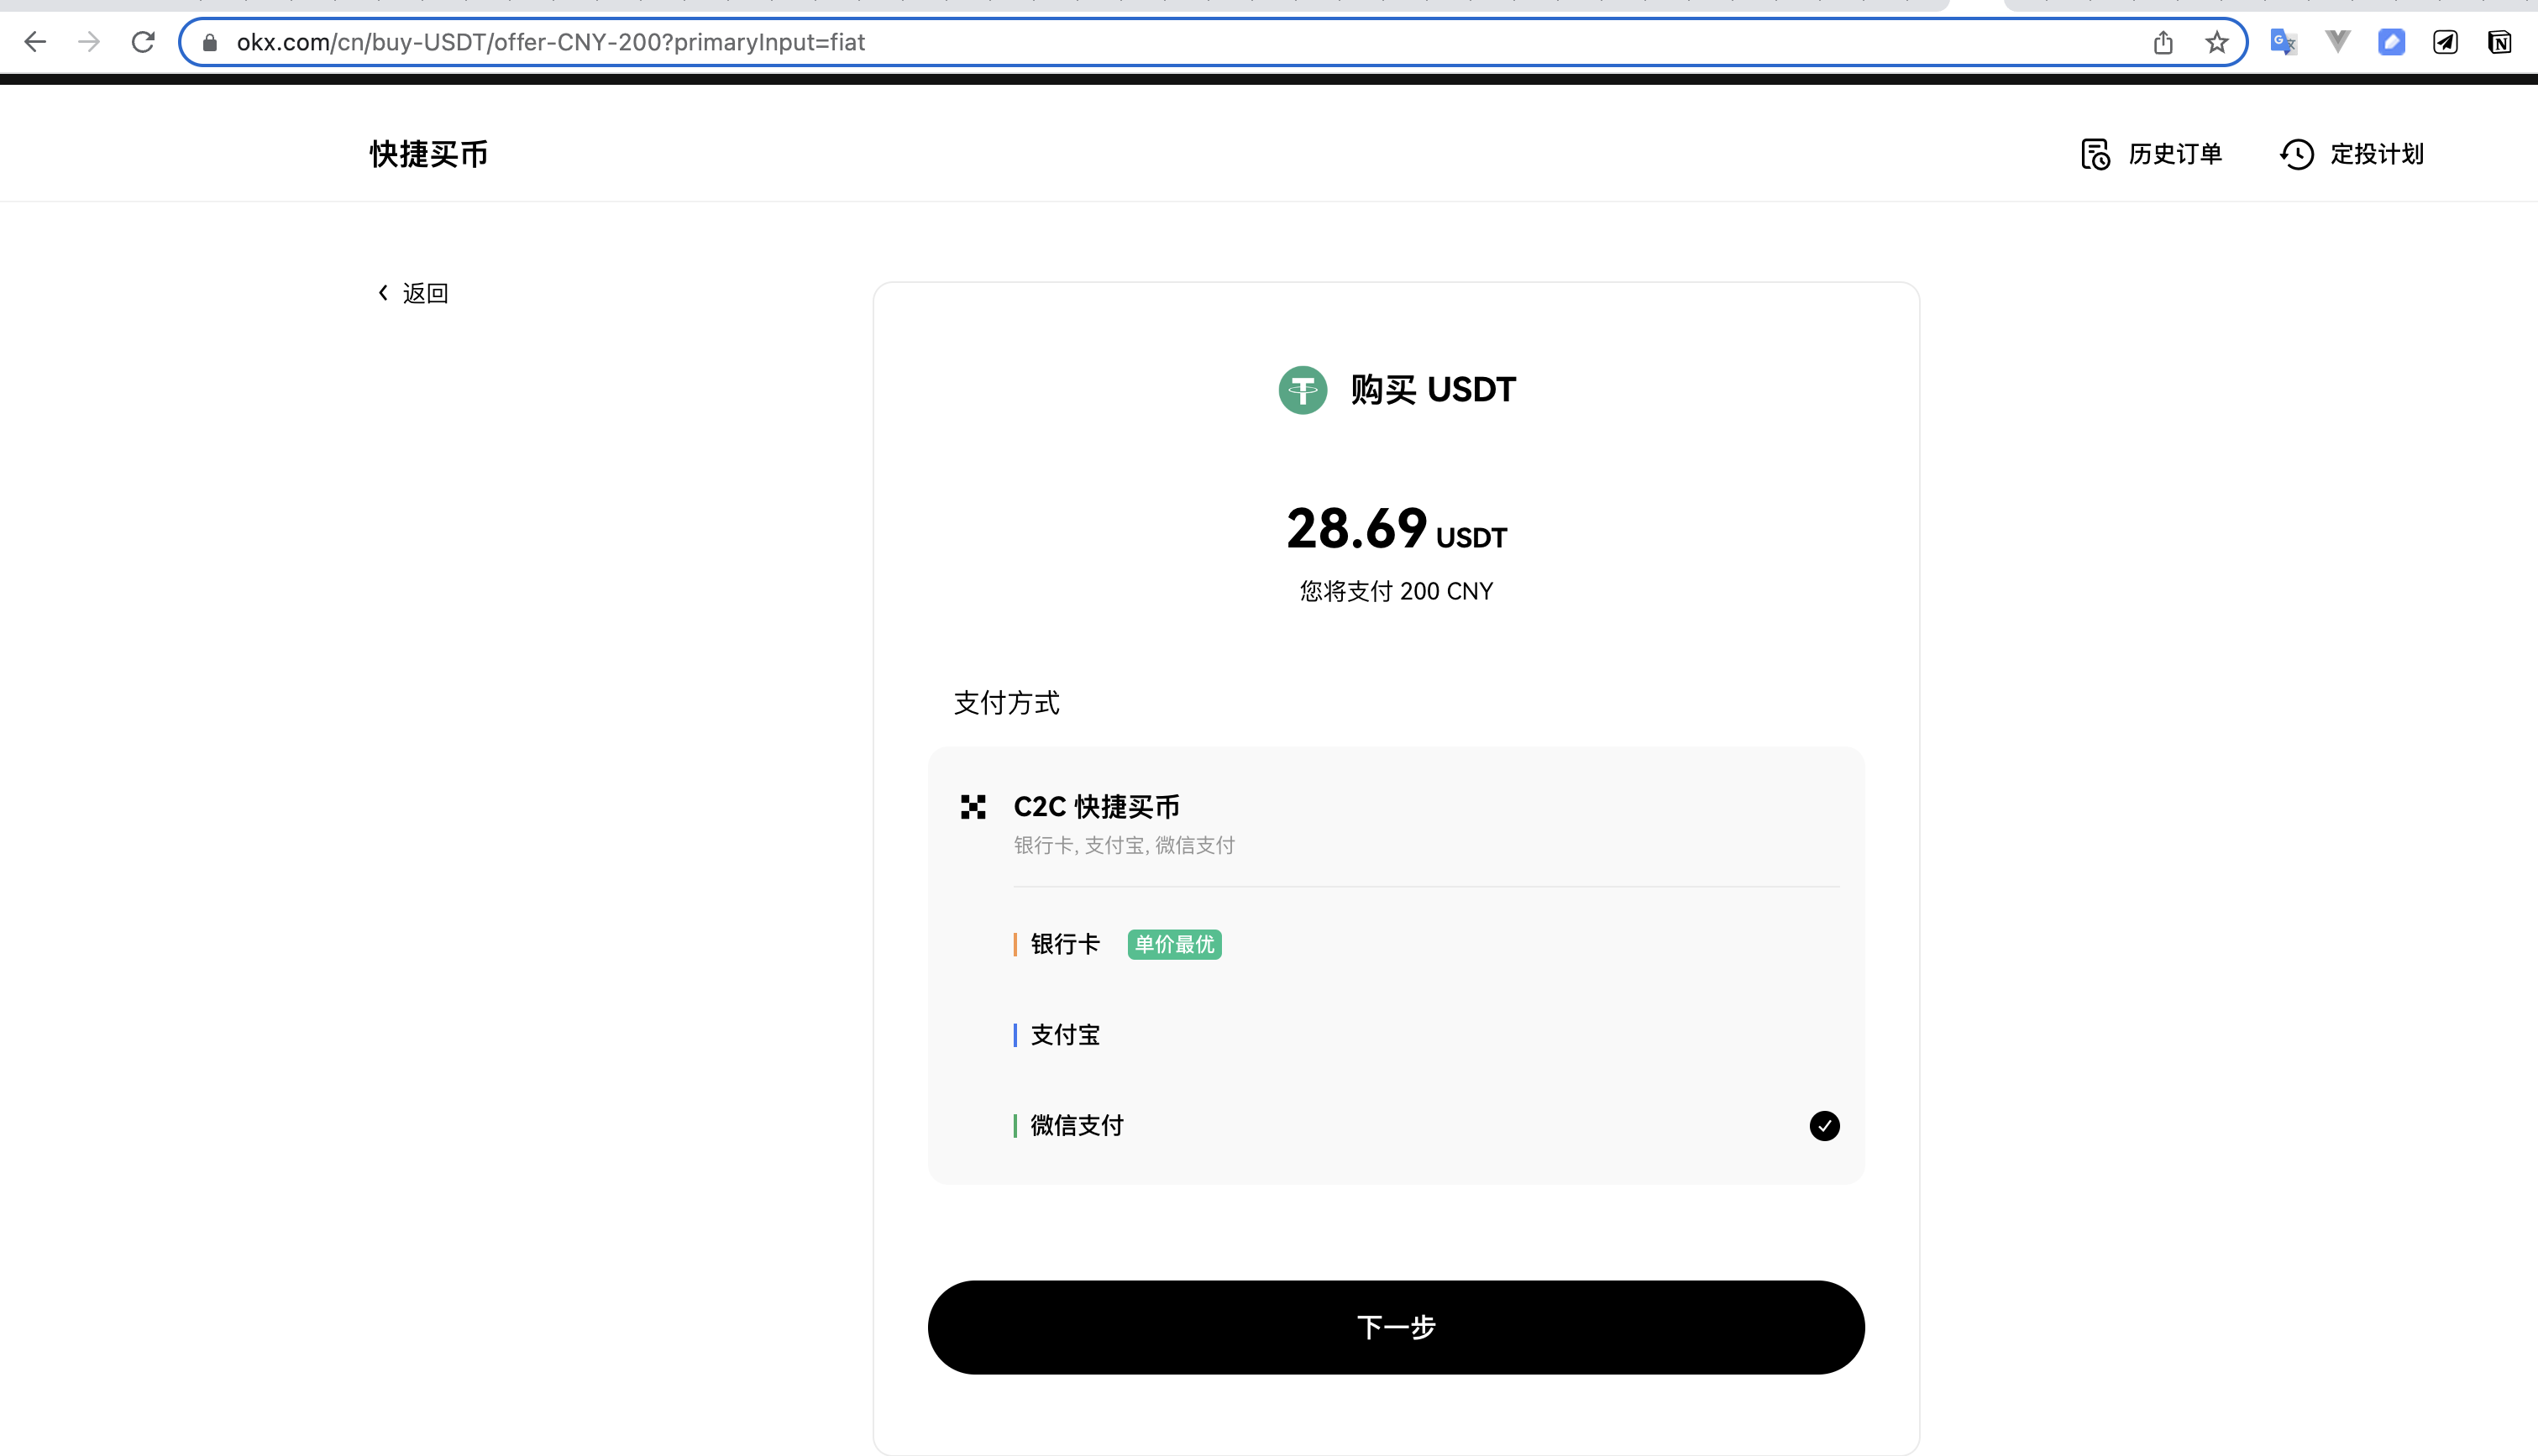 okx.com/cn/buy-USDT/offer-CNY-200?primaryInput=fiat
快捷买币
历史订单
定投计划
返回
购买 USDT
28.69 USDT
您将支付 200 CNY
支付方式
C2C 快捷买币
银行卡, 支付宝, 微信支付
银行卡 单价最优
支付宝
微信支付
下一步